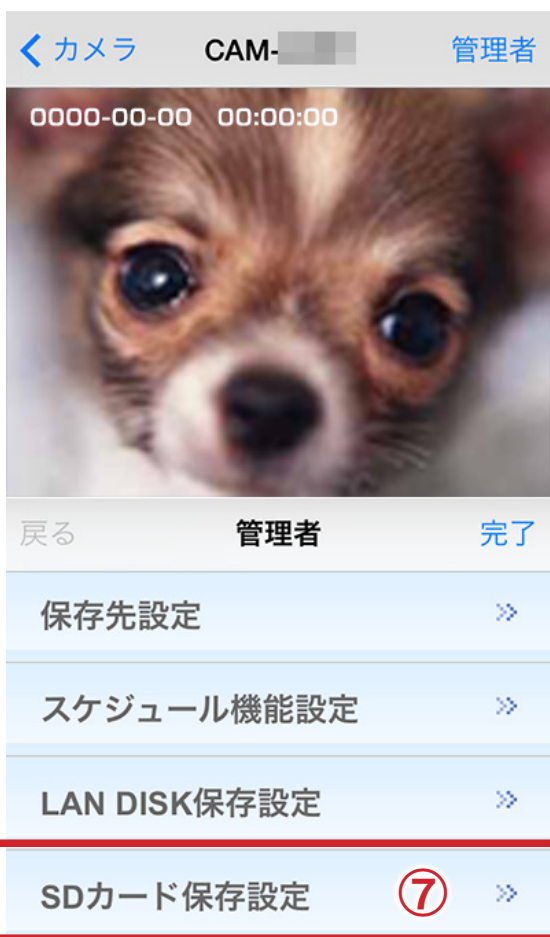 カメラ CAM- 管理者
0000-00-00 00:00:00
戻る 管理者 完了
保存先設定
スケジュール機能設定
LAN DISK保存設定
SDカード保存設定 ⑦